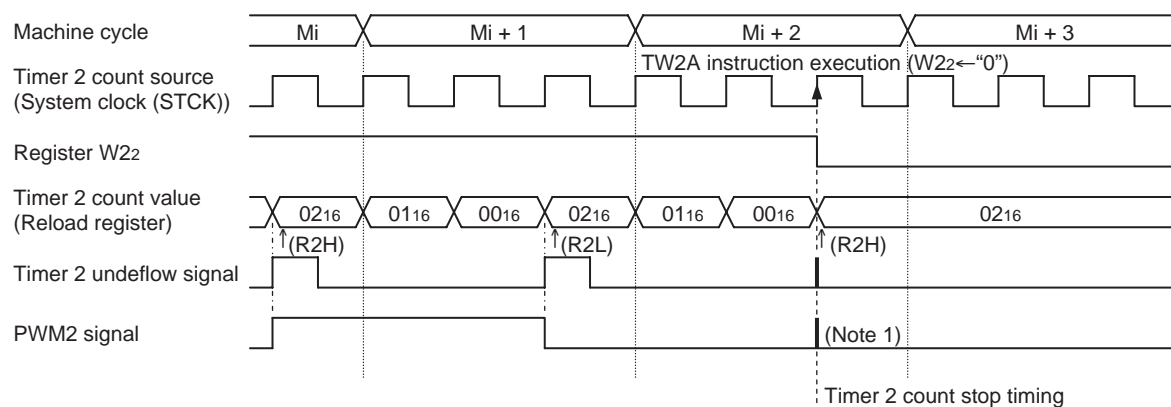 Machine cycle
Mi
Mi + 1
Mi + 2
Mi + 3
TW2A instruction execution (W22←“0”)
Timer 2 count source
(System clock (STCK))
Register W22
Timer 2 count value
(Reload register)
0216
0116
0016
0216
0116
0016
0216
↑(R2H)
↑(R2L)
↑(R2H)
Timer 2 undeflow signal
PWM2 signal
(Note 1)
Timer 2 count stop timing